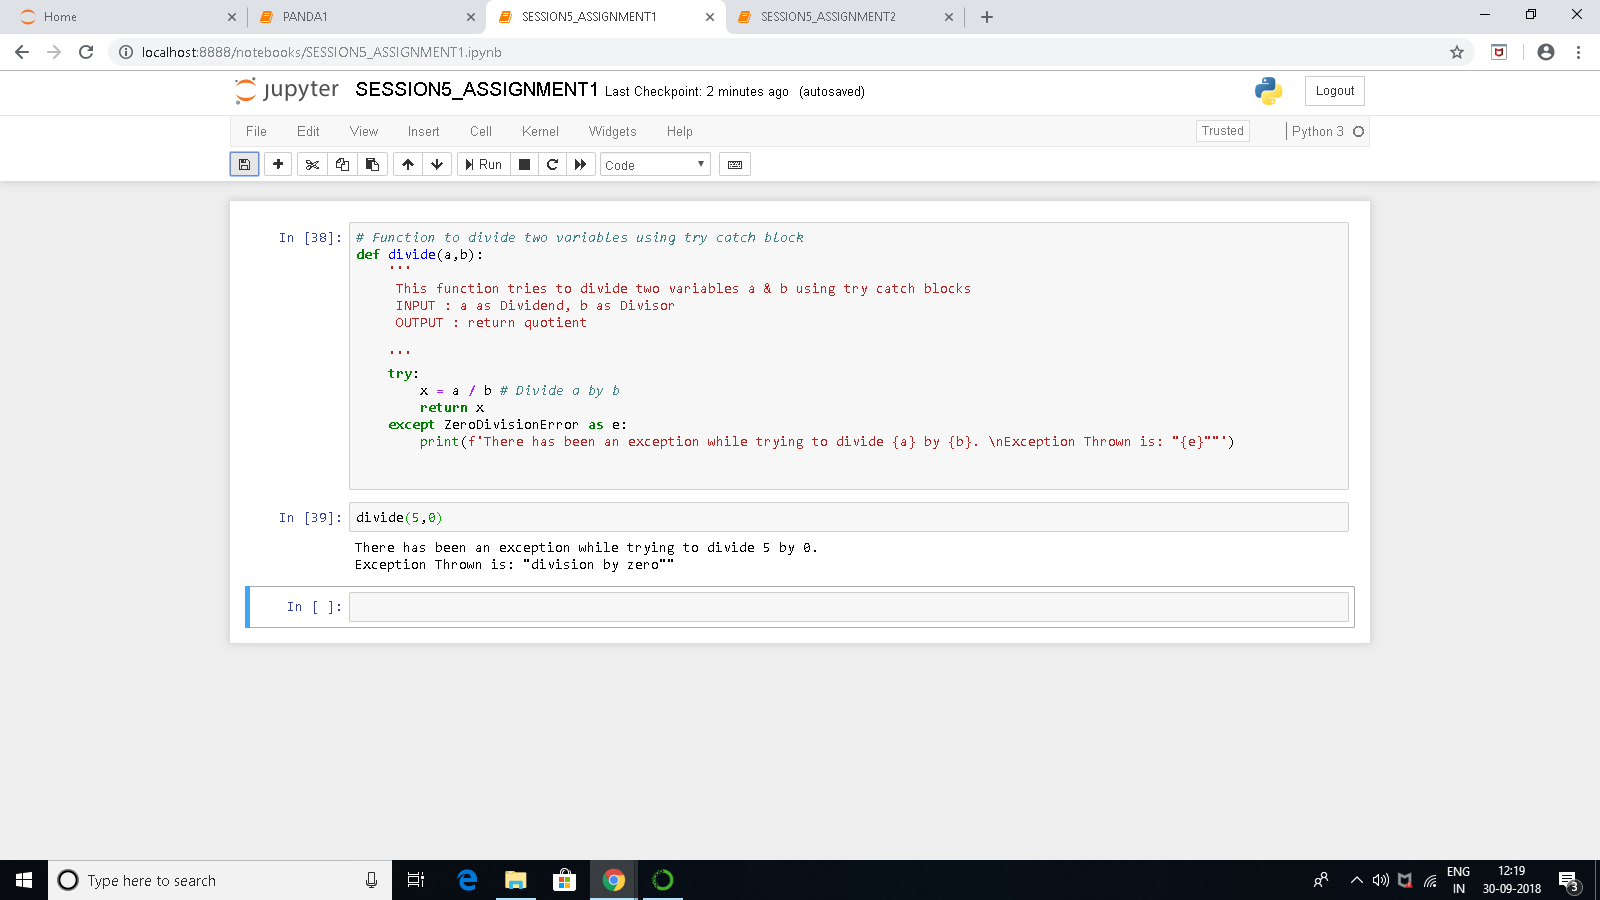 Home
PANDA1
SESSION5_ASSIGNMENT1
SESSION5_ASSIGNMENT2
localhost:8888/notebooks/SESSION5_ASSIGNMENT1.ipynb
jupyter SESSION5_ASSIGNMENT1 Last Checkpoint: 2 minutes ago (autosaved)
Logout
File Edit View Insert Cell Kernel Widgets Help
Trusted
Python 3
Run
Code
In [38]: # Function to divide two variables using try catch block
def divide(a,b):
    '''
     This function tries to divide two variables a & b using try catch blocks
     INPUT : a as Dividend, b as Divisor
     OUTPUT : return quotient
    '''
    try:
        x = a / b # Divide a by b
        return x
    except ZeroDivisionError as e:
        print(f'There has been an exception while trying to divide {a} by {b}. \nException Thrown is: "{e}""')
In [39]: divide(5,0)
There has been an exception while trying to divide 5 by 0.
Exception Thrown is: "division by zero""
In [ ]:
Type here to search
ENG
IN
12:19
30-09-2018
3